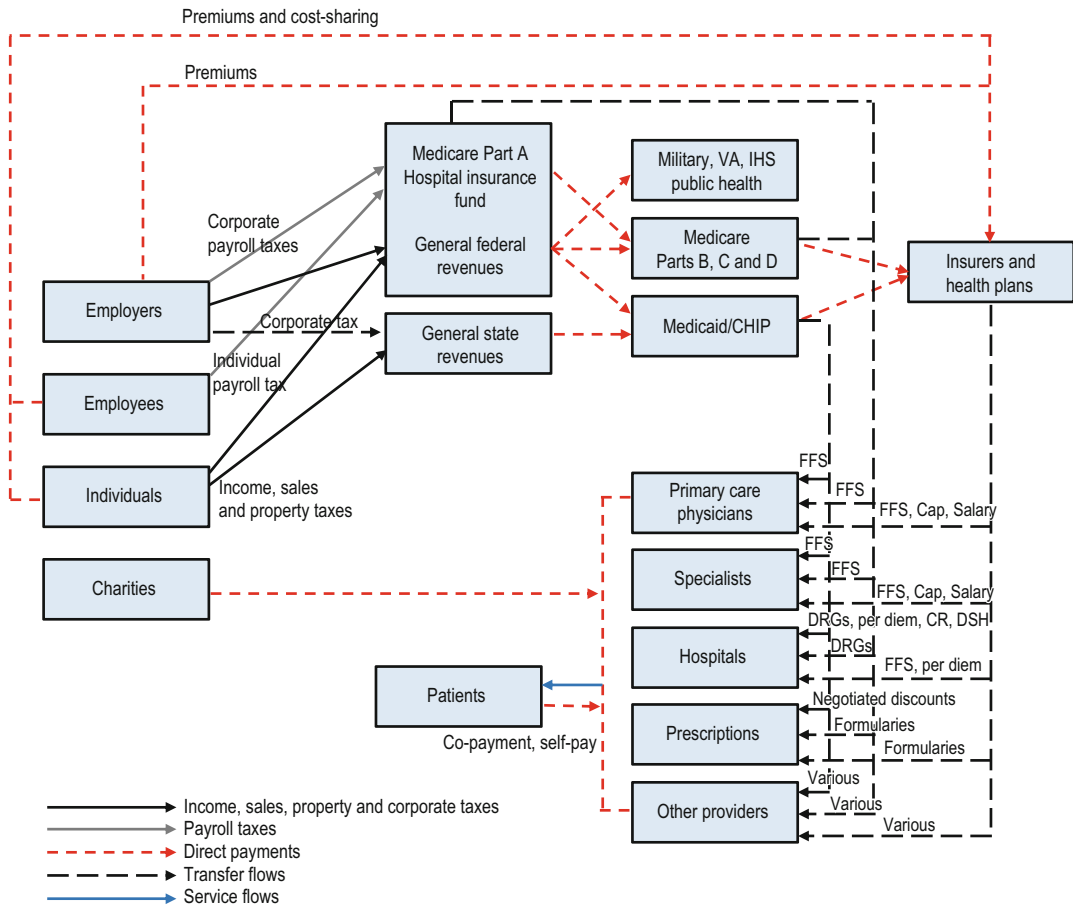 Premiums and cost-sharing
Premiums
Medicare Part A
Hospital insurance
fund
General federal
revenues
Military, VA, IHS
public health
Corporate
payroll taxes
Medicare
Parts B, C and D
Insurers and
health plans
Employers
Corporate tax
General state
revenues
Medicaid/CHIP
Individual
payroll tax
Employees
Individuals
Income, sales
and property taxes
Primary care
physicians
FFS
FFS
FFS, Cap, Salary
Charities
Specialists
FFS
FFS
FFS, Cap, Salary
Hospitals
DRGs, per diem, CR, DSH
DRGs
FFS, per diem
Patients
Co-payment, self-pay
Prescriptions
Negotiated discounts
Formularies
Formularies
Other providers
Various
Various
Various
Income, sales, property and corporate taxes
Payroll taxes
Direct payments
Transfer flows
Service flows